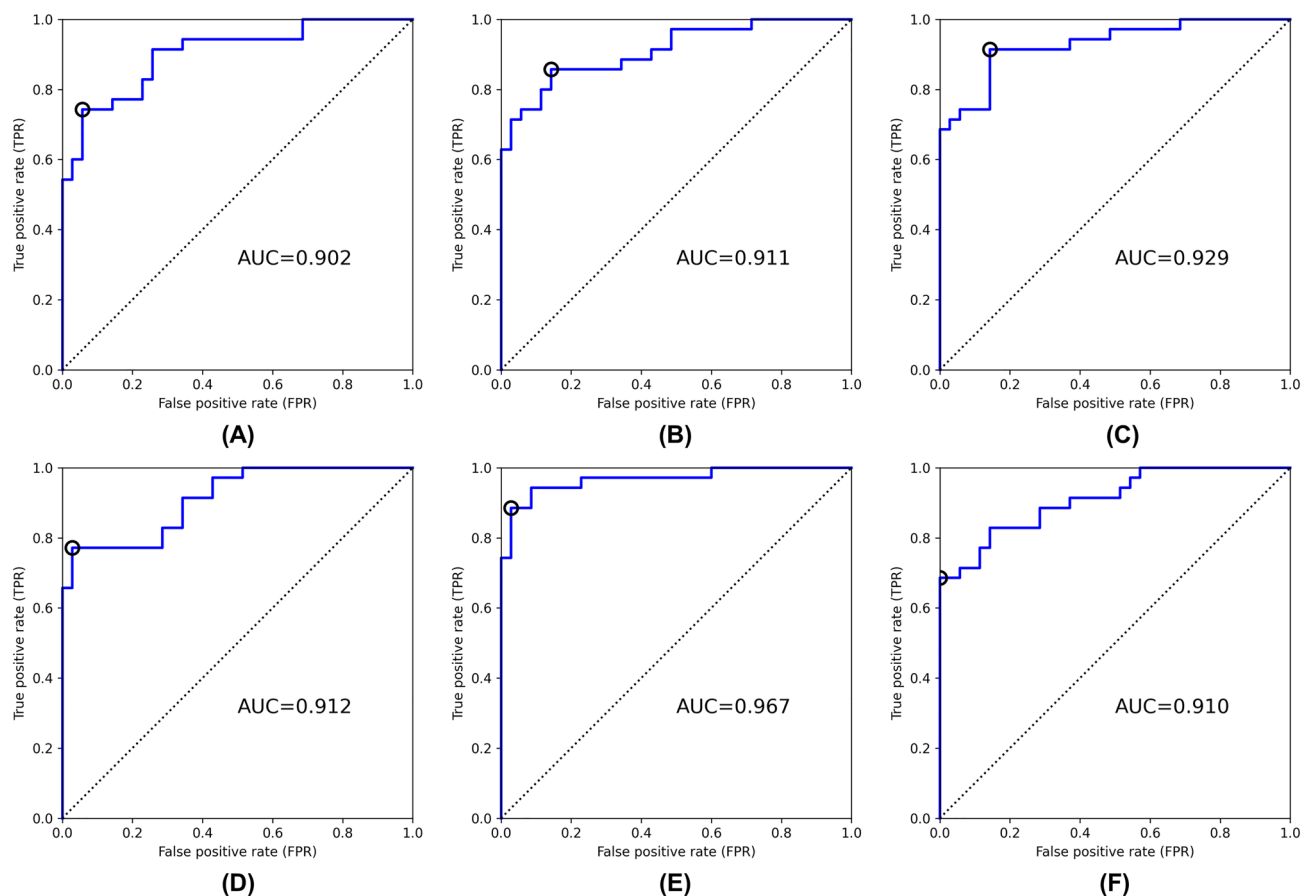 1.0
0.8
0.6
0.4
0.2
0.0
True positive rate (TPR)
AUC=0.902
0.0 0.2 0.4 0.6 0.8 1.0
False positive rate (FPR)
(A)
1.0
0.8
0.6
0.4
0.2
0.0
True positive rate (TPR)
AUC=0.911
0.0 0.2 0.4 0.6 0.8 1.0
False positive rate (FPR)
(B)
1.0
0.8
0.6
0.4
0.2
0.0
True positive rate (TPR)
AUC=0.929
0.0 0.2 0.4 0.6 0.8 1.0
False positive rate (FPR)
(C)
1.0
0.8
0.6
0.4
0.2
0.0
True positive rate (TPR)
AUC=0.912
0.0 0.2 0.4 0.6 0.8 1.0
False positive rate (FPR)
(D)
1.0
0.8
0.6
0.4
0.2
0.0
True positive rate (TPR)
AUC=0.967
0.0 0.2 0.4 0.6 0.8 1.0
False positive rate (FPR)
(E)
1.0
0.8
0.6
0.4
0.2
0.0
True positive rate (TPR)
AUC=0.910
0.0 0.2 0.4 0.6 0.8 1.0
False positive rate (FPR)
(F)